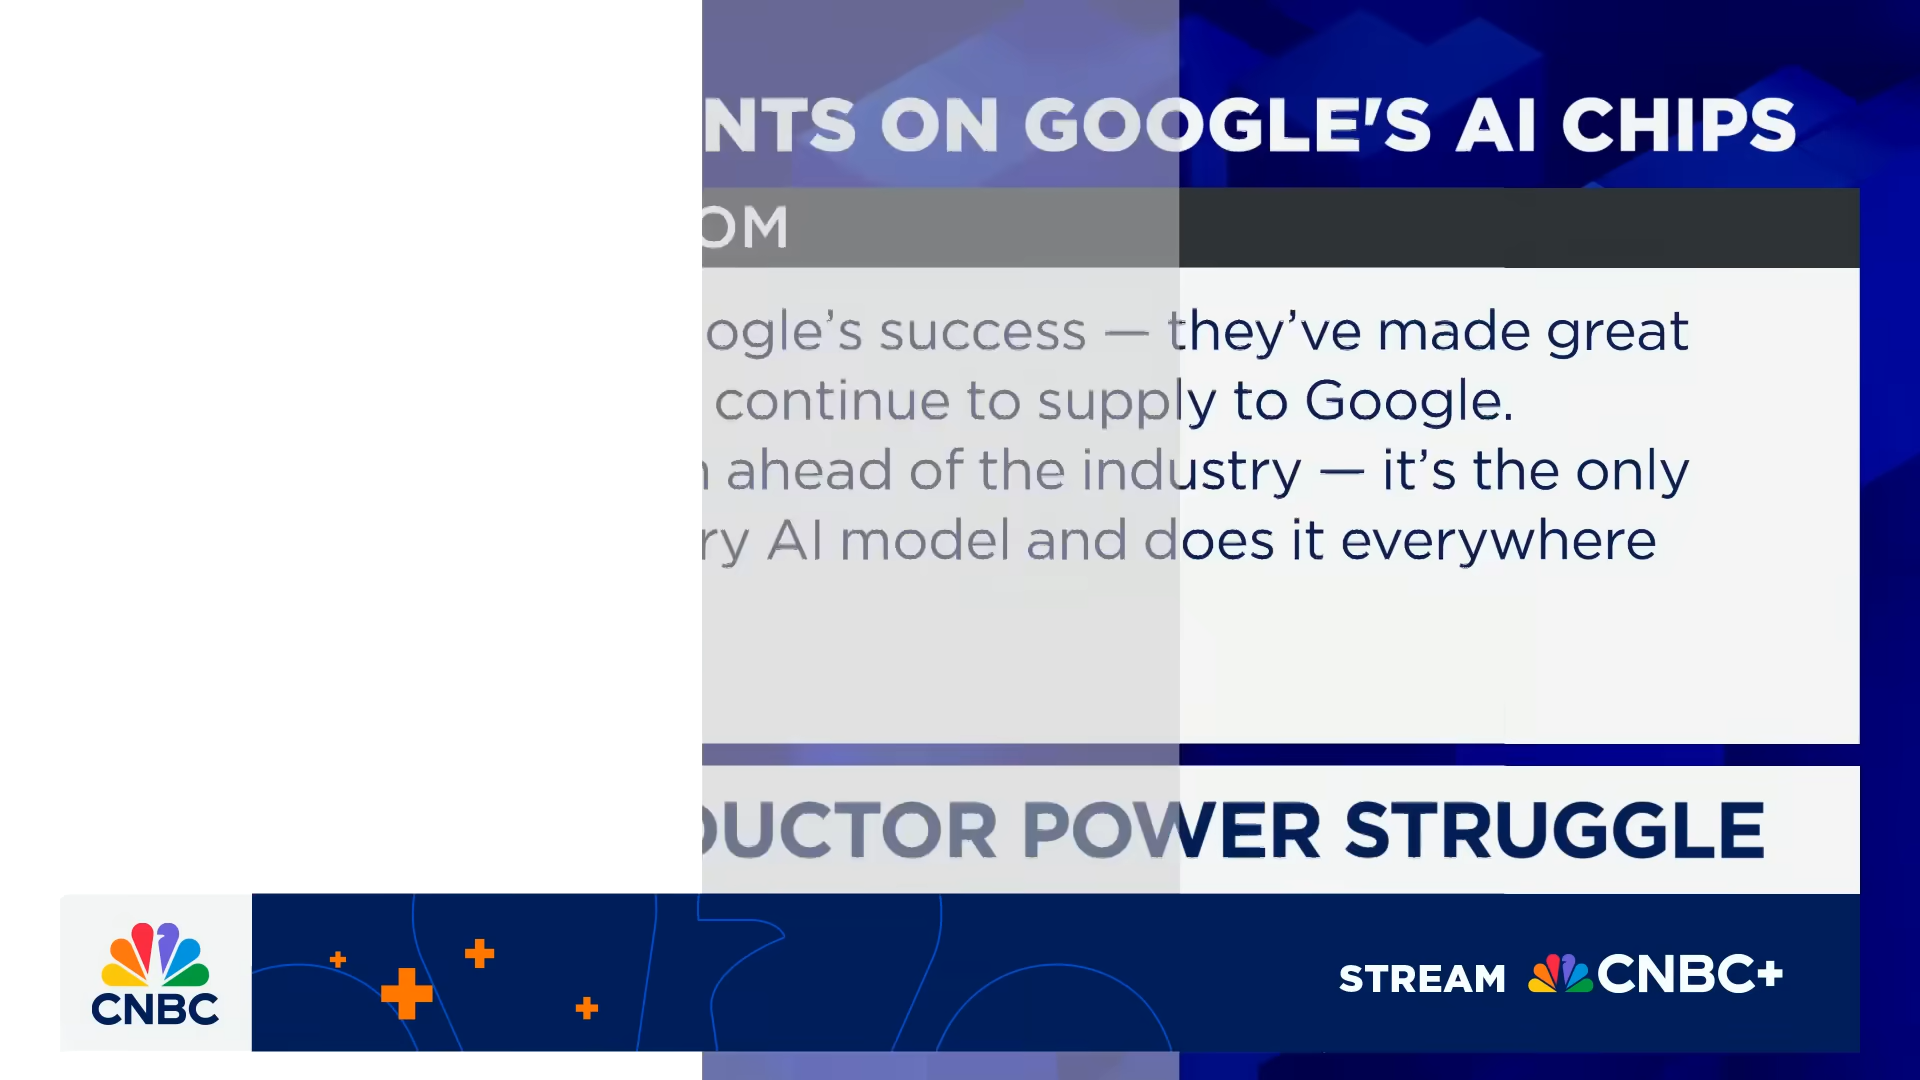 NTS ON GOOGLE'S AI CHIPS
OM
ogle’s success — they’ve made great
continue to supply to Google.
ahead of the industry — it’s the only
ry AI model and does it everywhere
DUCTOR POWER STRUGGLE
CNBC
STREAM CNBC+